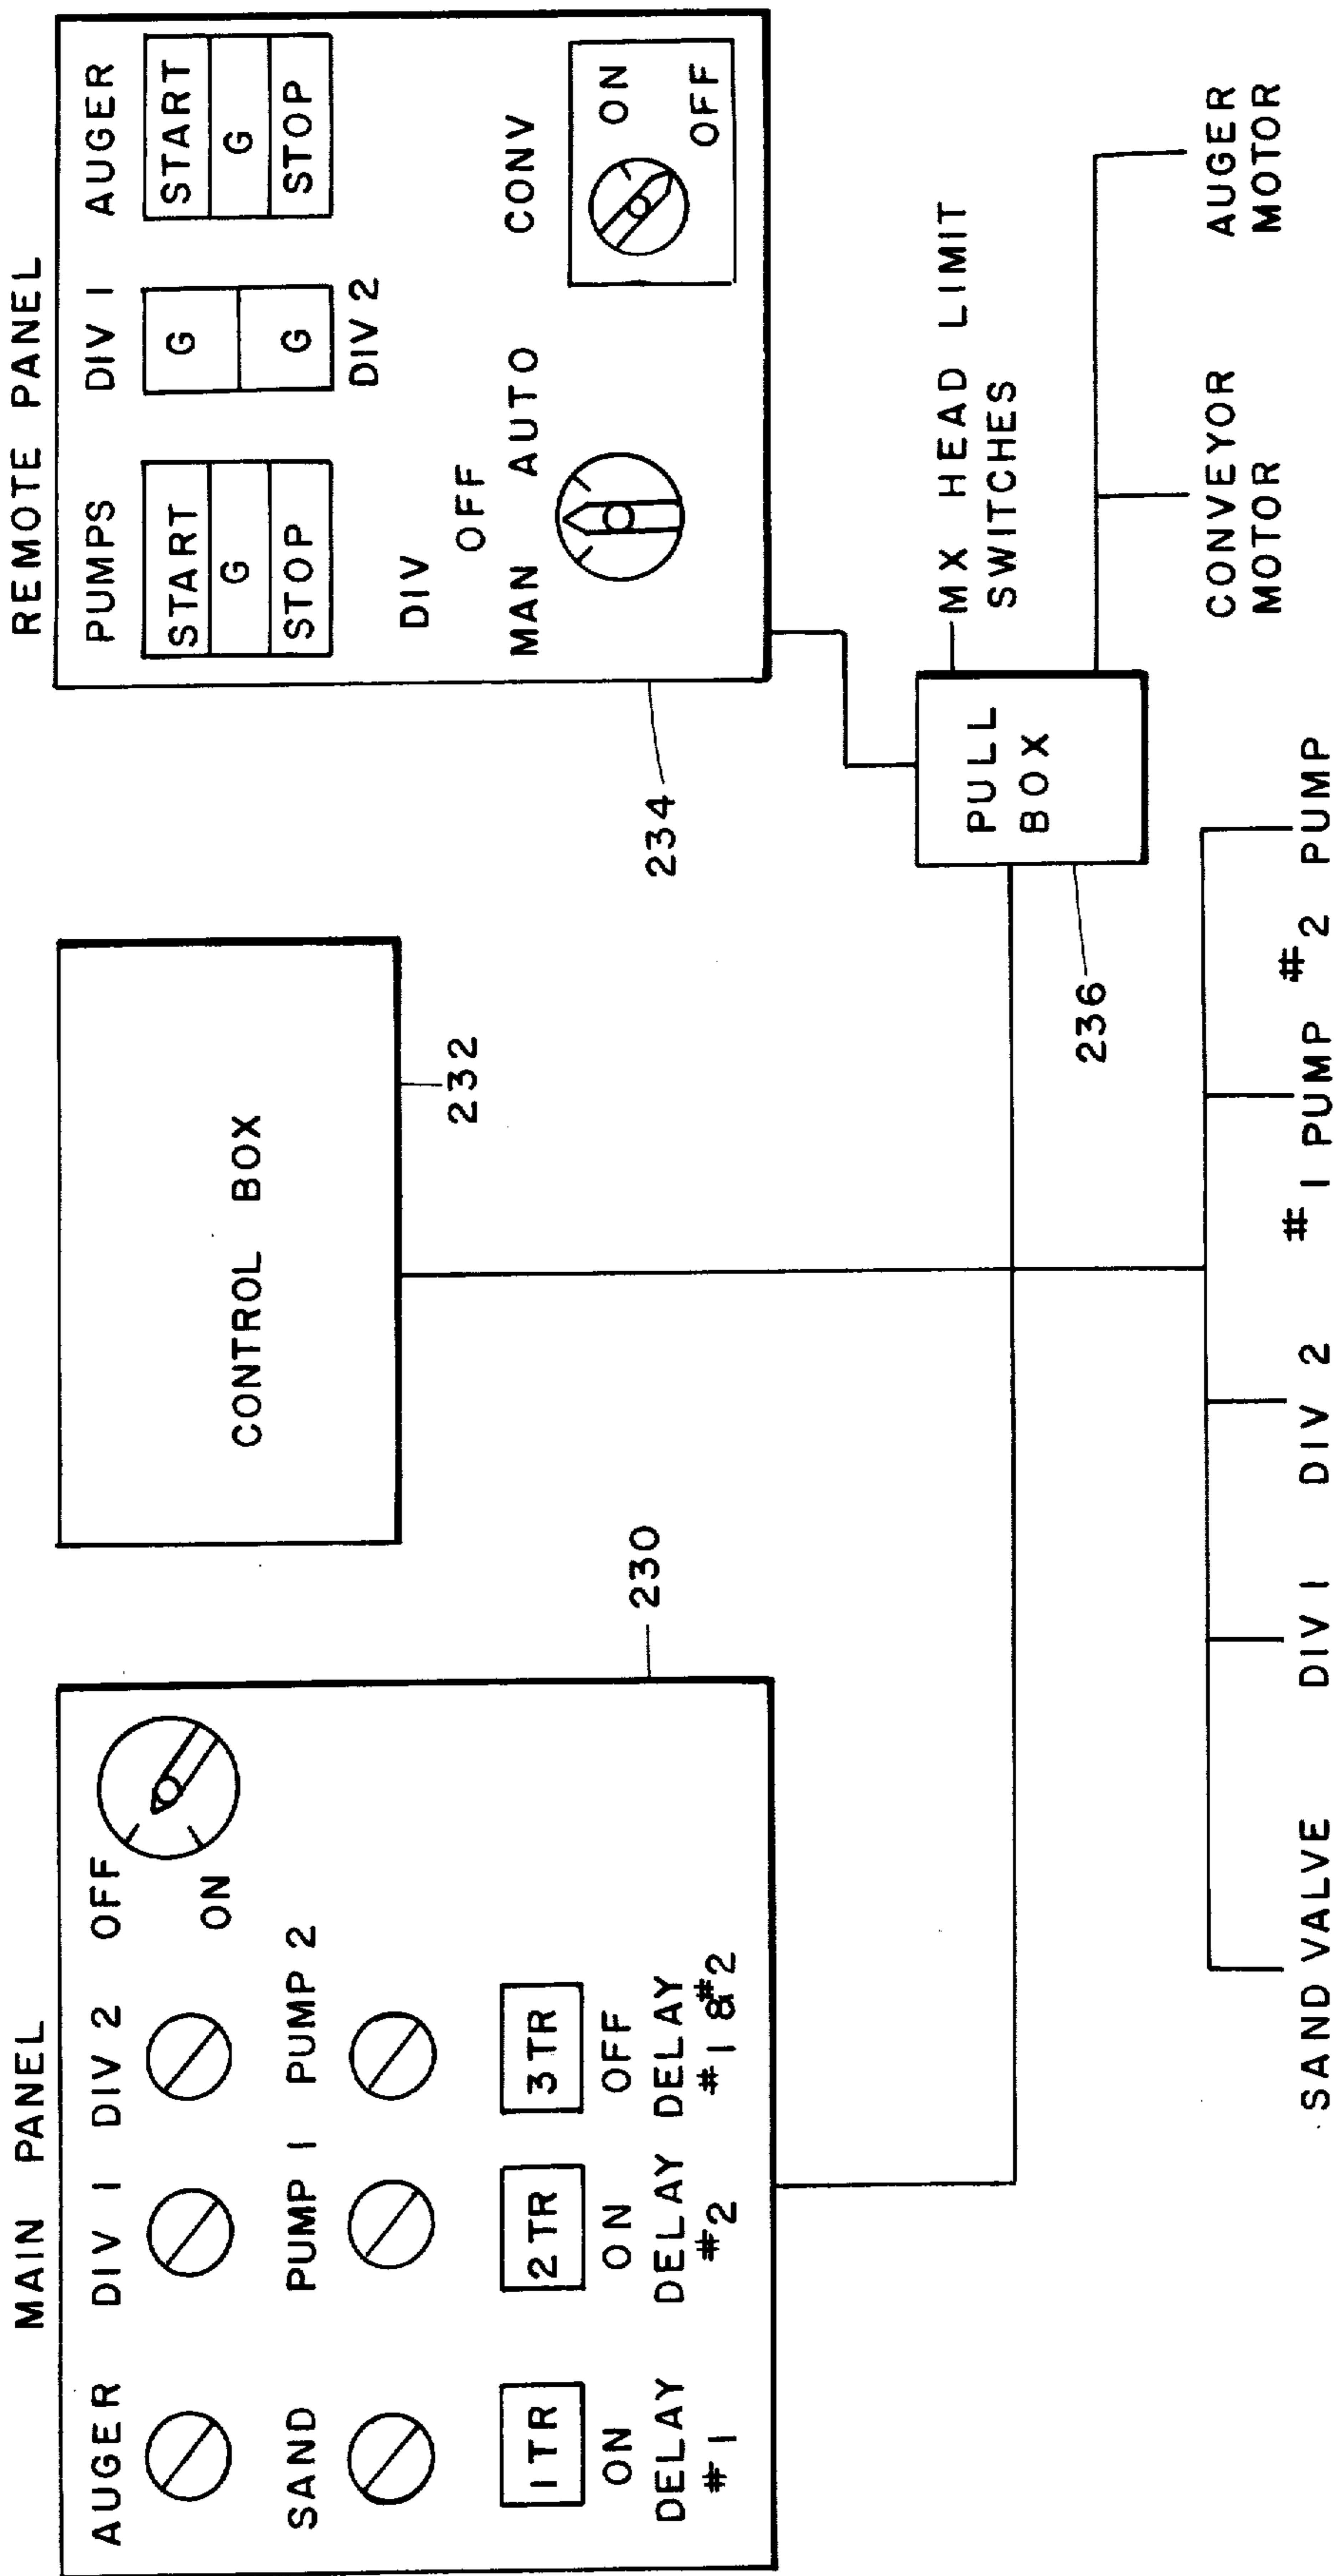 MAIN PANEL
AUGER DIV 1 DIV 2 OFF
ON
SAND PUMP 1 PUMP 2
1TR 2TR 3TR
ON ON OFF
DELAY DELAY DELAY
#1 #2 #1 & #2
230
CONTROL BOX
232
REMOTE PANEL
PUMPS DIV 1 AUGER
START G START
G G
STOP G STOP
DIV 2
DIV
OFF
MAN AUTO
CONV
ON
OFF
234
PULL
BOX
236
MX HEAD LIMIT
SWITCHES
CONVEYOR
MOTOR
AUGER
MOTOR
SAND VALVE DIV 1 DIV 2 #1 PUMP #2 PUMP